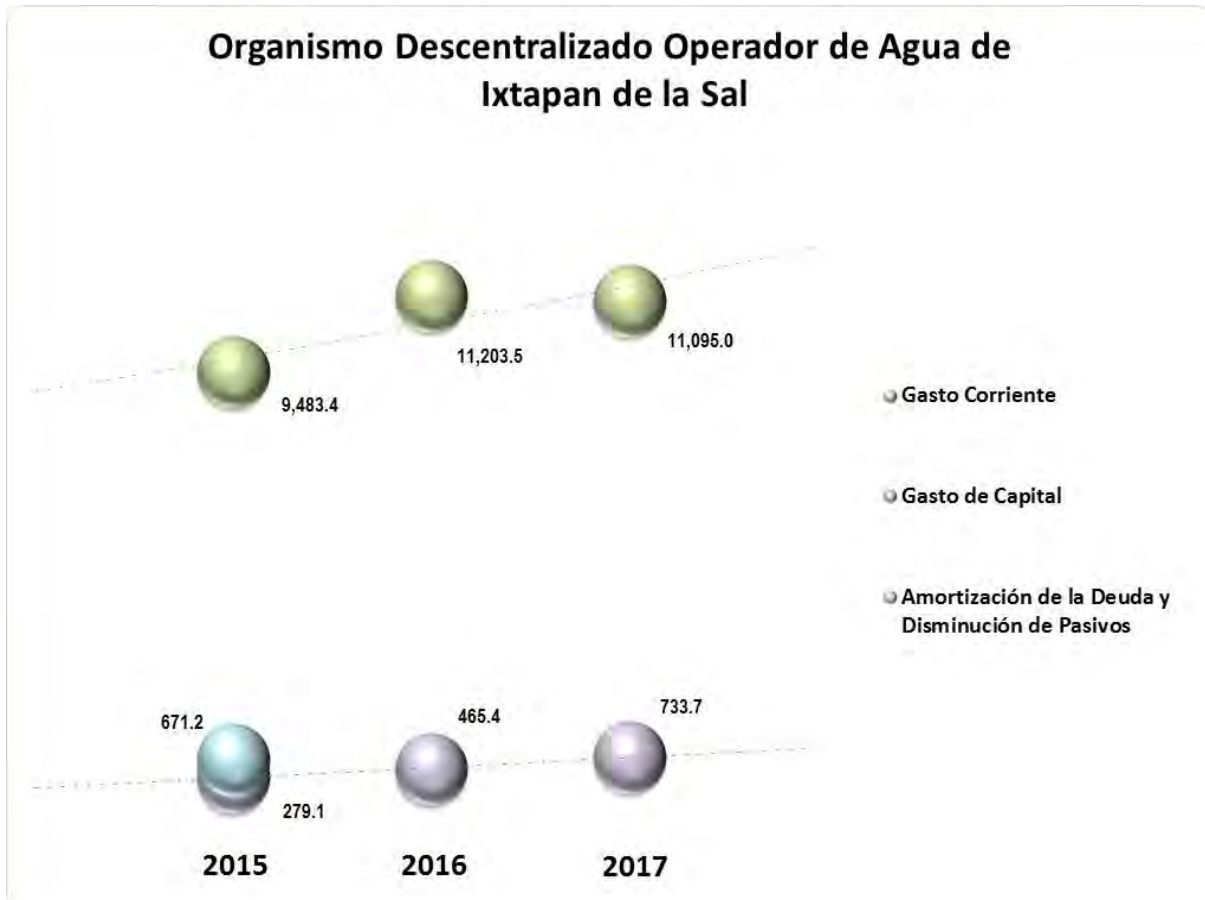 Organismo Descentralizado Operador de Agua de
Ixtapan de la Sal
9,483.4
11,203.5
11,095.0
Gasto Corriente
Gasto de Capital
Amortización de la Deuda y
Disminución de Pasivos
671.2
279.1
465.4
733.7
2015
2016
2017